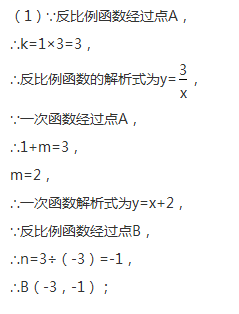 （1）∵反比例函数经过点A，
∴k=1×3=3，
∴反比例函数的解析式为y=3/x，
∵一次函数经过点A，
∴1+m=3，
m=2，
∴一次函数解析式为y=x+2，
∵反比例函数经过点B，
∴n=3÷（-3）=-1，
∴B（-3，-1）；